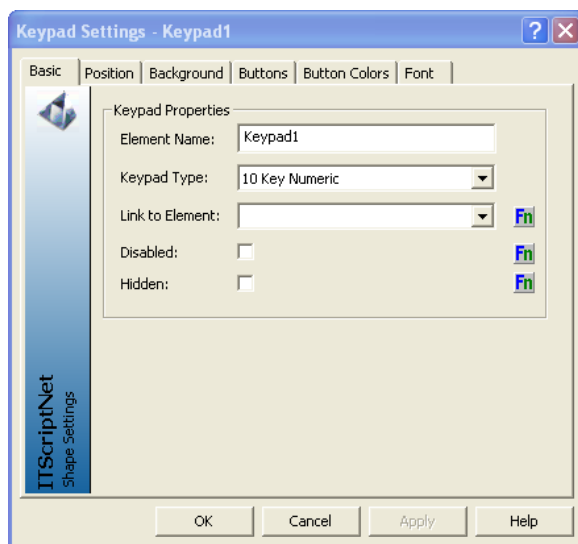 Keypad Settings - Keypad1
?
Basic Position Background Buttons Button Colors Font
Keypad Properties
Element Name: Keypad1
Keypad Type: 10 Key Numeric
Link to Element: Fn
Disabled: Fn
Hidden: Fn
ITScriptNet
Shape Settings
OK Cancel Apply Help